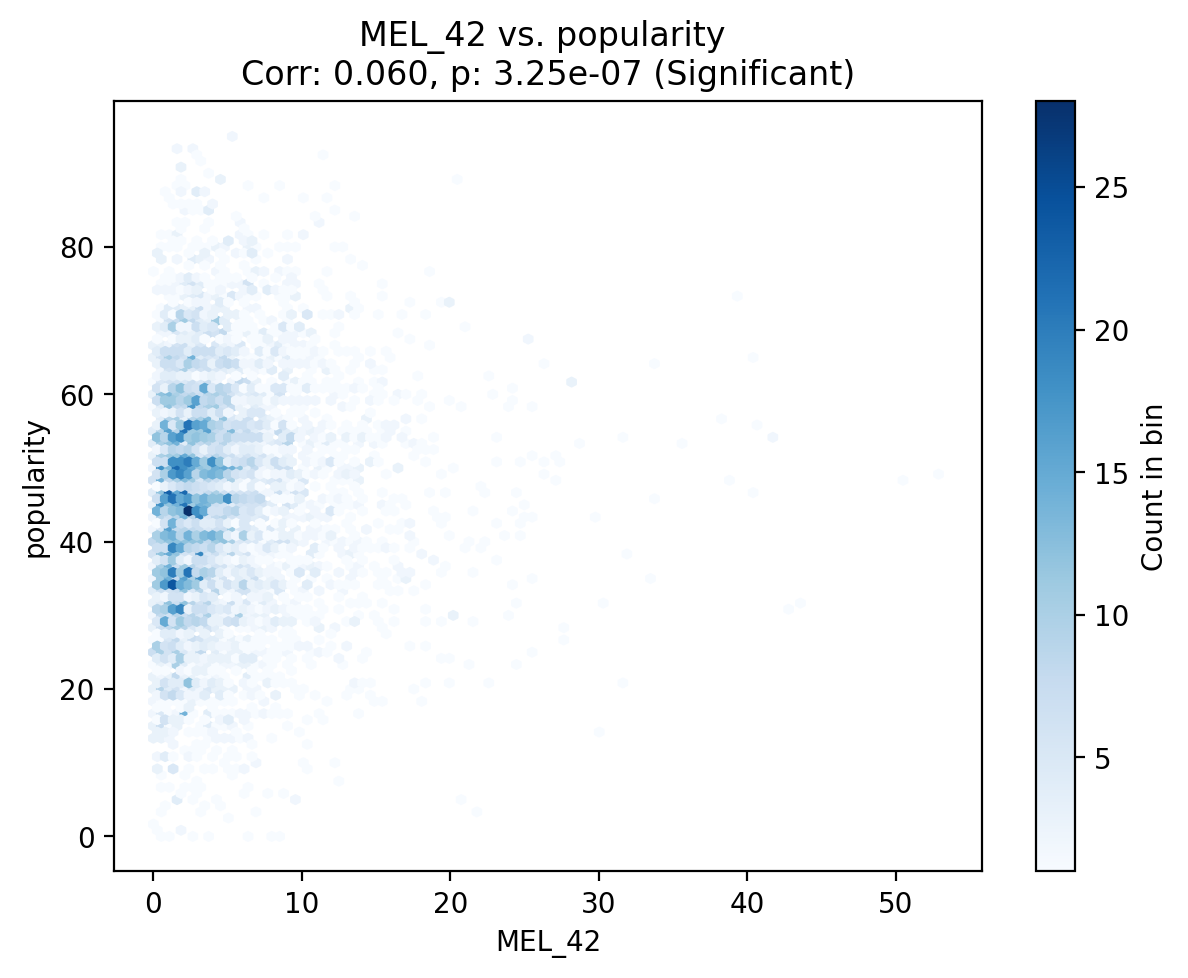 MEL_42 vs. popularity
Corr: 0.060, p: 3.25e-07 (Significant)
popularity
80
60
40
20
0
0 10 20 30 40 50
MEL_42
25
20
15
10
5
Count in bin